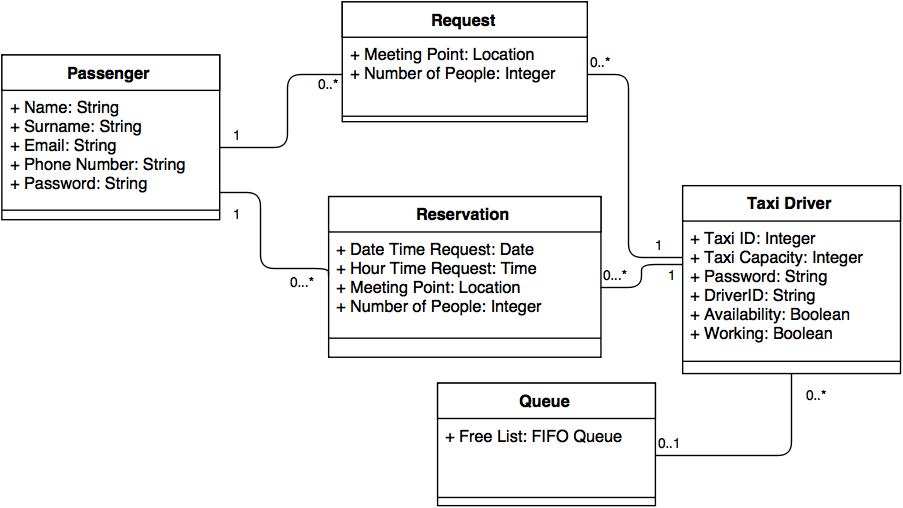 Request
+ Meeting Point: Location
+ Number of People: Integer
0..*
0..*
Passenger
+ Name: String
+ Surname: String
+ Email: String
+ Phone Number: String
+ Password: String
1
1
Reservation
+ Date Time Request: Date
+ Hour Time Request: Time
+ Meeting Point: Location
+ Number of People: Integer
0...*
0...*
Taxi Driver
+ Taxi ID: Integer
+ Taxi Capacity: Integer
+ Password: String
+ DriverID: String
+ Availability: Boolean
+ Working: Boolean
1
1
0..*
Queue
+ Free List: FIFO Queue
0..1